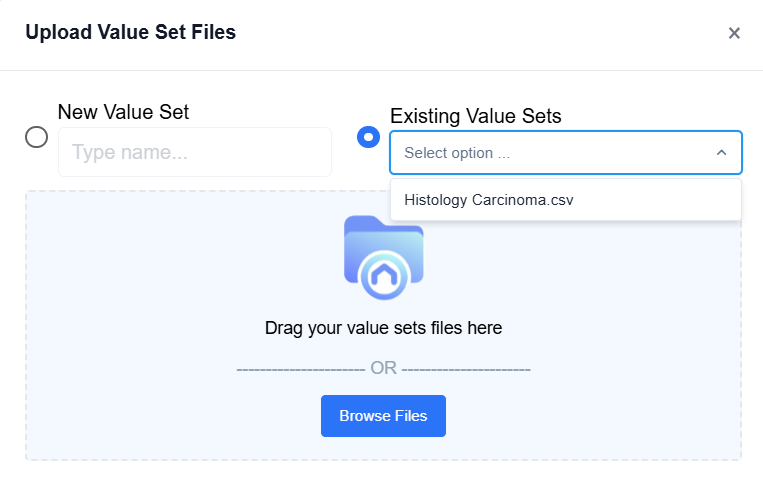 Upload Value Set Files
New Value Set
Type name...
Existing Value Sets
Select option ...
Histology Carcinoma.csv
Drag your value sets files here
---------------------- OR ----------------------
Browse Files